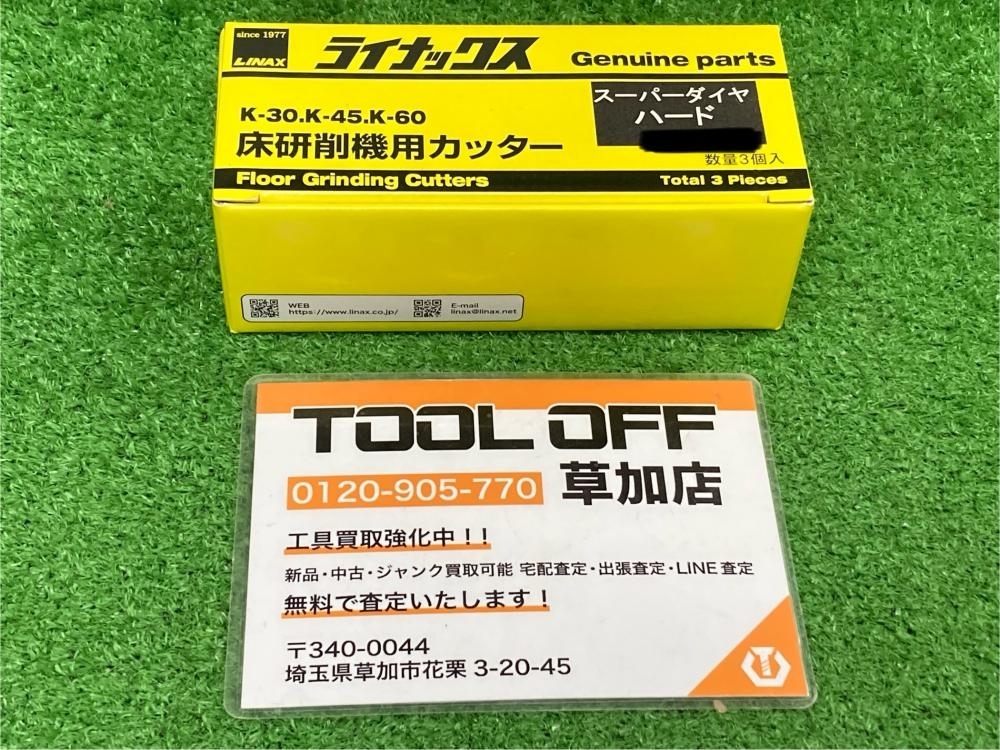 since 1977
LINAX
ライナックス
Genuine parts
K-30.K-45.K-60
床研削機用カッター
スーパーダイヤ
ハード
数量3個入
Floor Grinding Cutters
Total 3 Pieces
WEB
https://www.linax.co.jp/
E-mail
linax@linax.net
TOOL OFF
0120-905-770
草加店
工具買取強化中!!
新品・中古・ジャンク買取可能 宅配査定・出張査定・LINE査定
無料で査定いたします!
〒340-0044
埼玉県草加市花栗 3-20-45